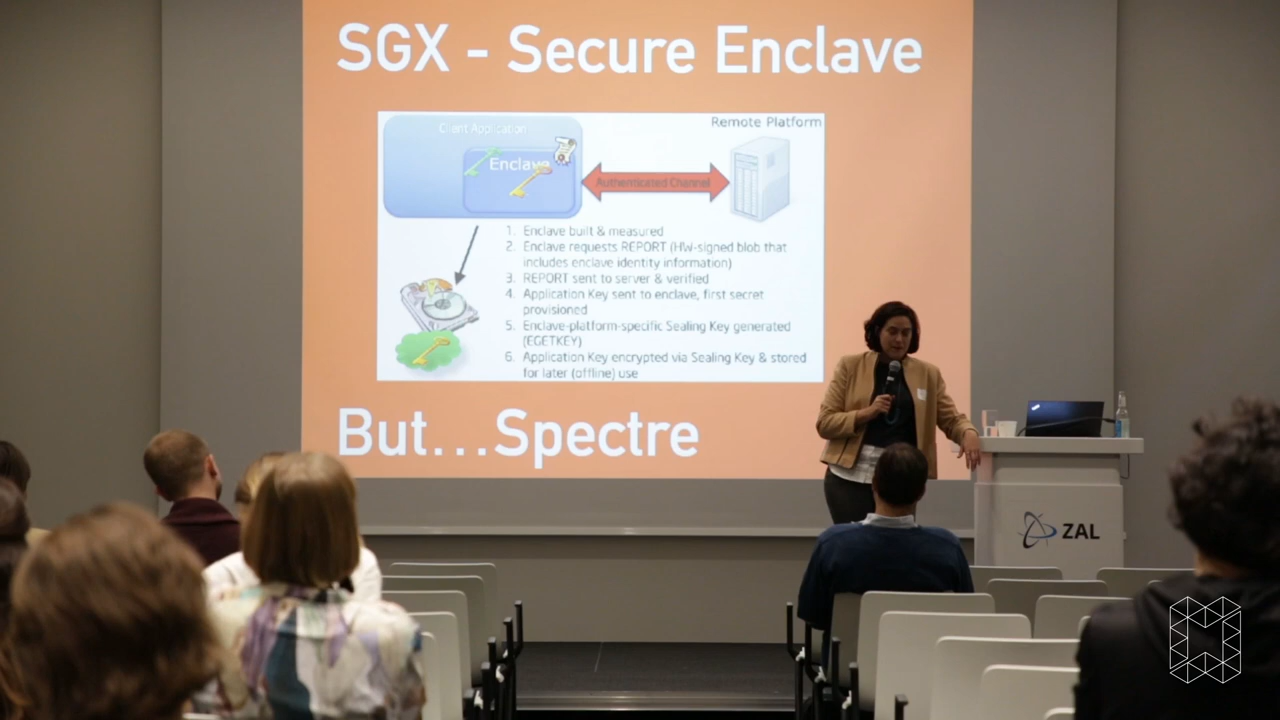 SGX - Secure Enclave
Client Application
Remote Platform
Enclave
Authenticated Channel
1. Enclave built & measured
2. Enclave requests REPORT (HW-signed blob that
includes enclave identity information)
3. REPORT sent to server & verified
4. Application Key sent to enclave, first secret
provisioned
5. Enclave-platform-specific Sealing Key generated
(EGETKEY)
6. Application Key encrypted via Sealing Key & stored
for later (offline) use
But...Spectre
ZAL